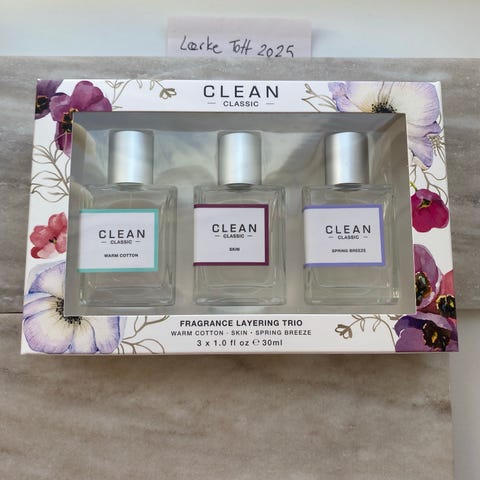 Lærke Toft 2025
CLEAN
— CLASSIC —
CLEAN
— CLASSIC —
WARM COTTON
CLEAN
— CLASSIC —
SKIN
CLEAN
— CLASSIC —
SPRING BREEZE
FRAGRANCE LAYERING TRIO
WARM COTTON · SKIN · SPRING BREEZE
3 x 1.0 fl oz ℮ 30ml